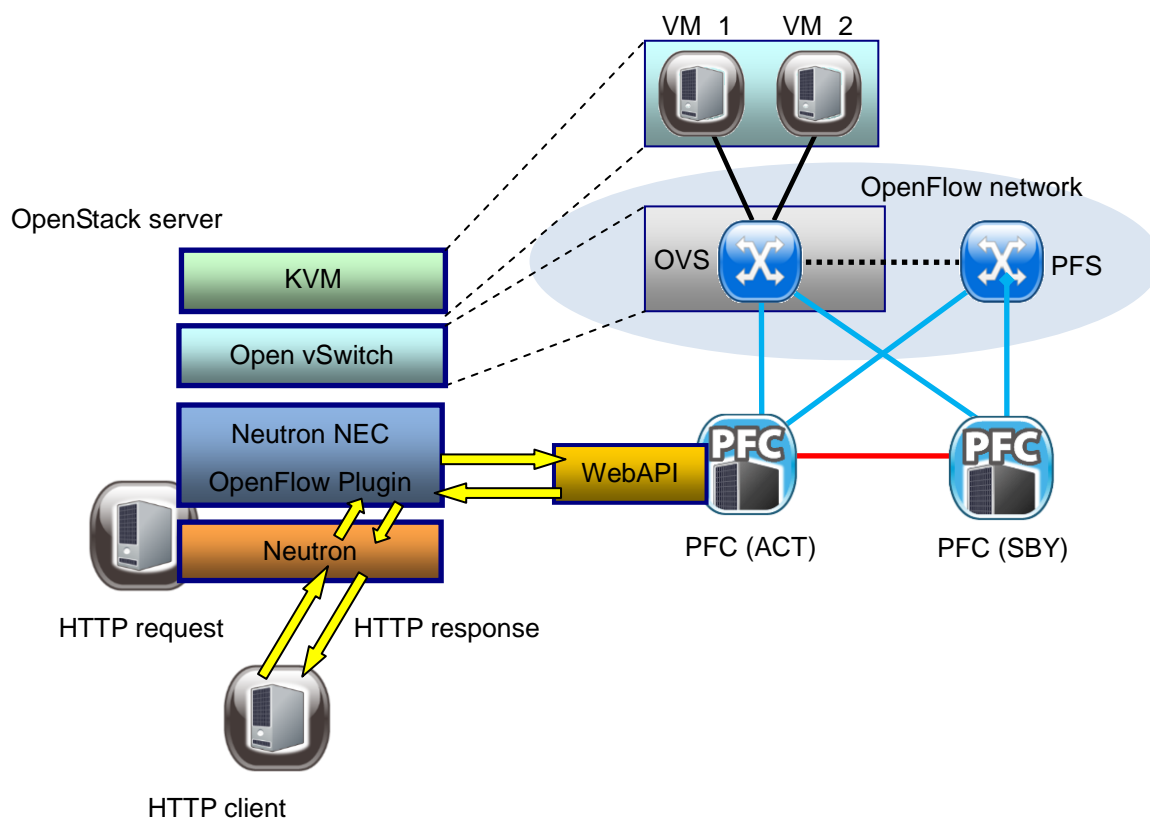 VM 1
VM 2
OpenFlow network
OpenStack server
OVS
PFS
KVM
Open vSwitch
Neutron NEC
OpenFlow Plugin
WebAPI
PFC
PFC
Neutron
PFC (ACT)
PFC (SBY)
HTTP request
HTTP response
HTTP client